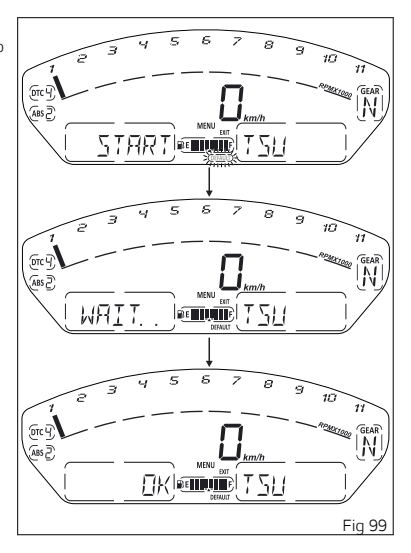 1 2 3 4 5 6 7 8 9 10 11
RPMX1000
DTC 4
GEAR
N
ABS 2
0 km/h
MENU
EXIT
START
E F
TSU
DEFAULT
1 2 3 4 5 6 7 8 9 10 11
RPMX1000
DTC 4
GEAR
N
ABS 2
0 km/h
MENU
EXIT
WAIT..
E F
TSU
DEFAULT
1 2 3 4 5 6 7 8 9 10 11
RPMX1000
DTC 4
GEAR
N
ABS 2
0 km/h
MENU
EXIT
OK
E F
TSU
DEFAULT
Fig 99